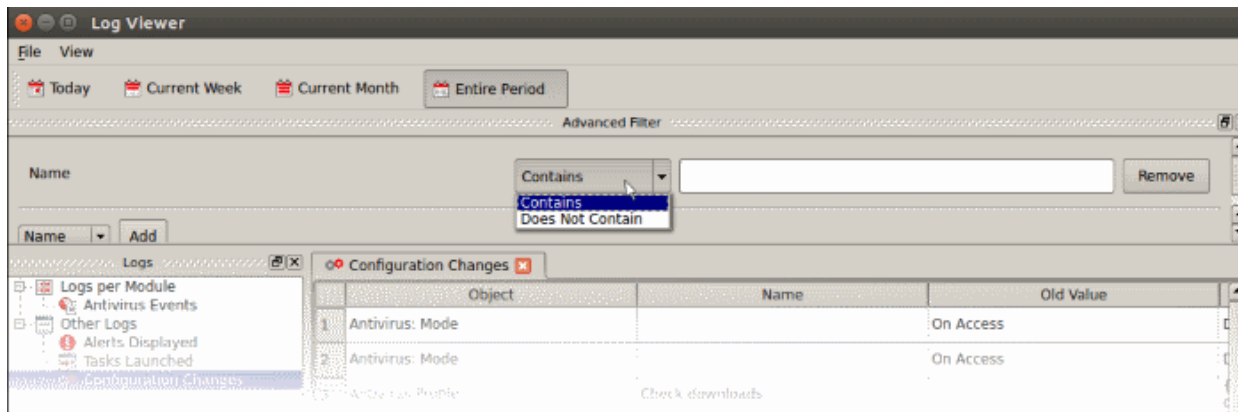 Log Viewer
File View
Today Current Week Current Month Entire Period
Advanced Filter
Name Contains Remove
Contains
Does Not Contain
Name Add
Logs
Logs per Module
Antivirus Events
Other Logs
Alerts Displayed
Tasks Launched
Configuration Changes
Configuration Changes
Object Name Old Value
1 Antivirus: Mode On Access
2 Antivirus: Mode On Access
Antivirus Profile Check downloads